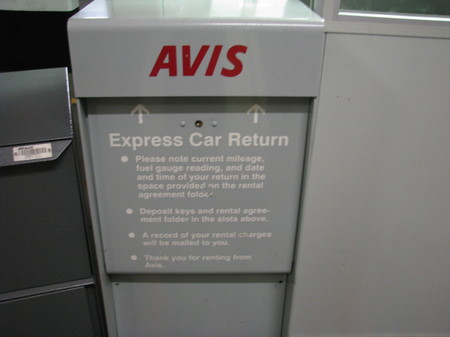 AVIS
Express Car Return
Please note current mileage,
fuel gauge reading, and date
and time of your return in the
space provided on the rental
agreement folder.
Deposit keys and rental agree-
ment folder in the slots above.
A record of your rental charges
will be mailed to you.
Thank you for renting from
Avis.